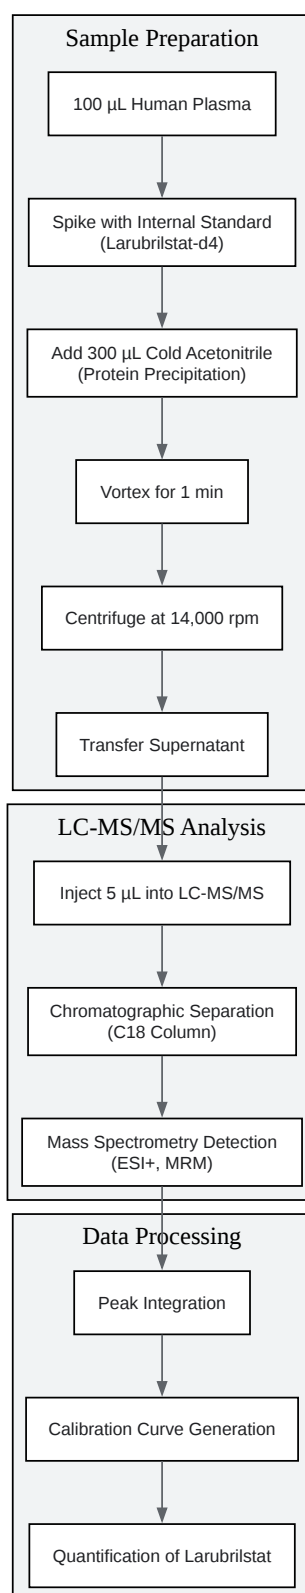 Sample Preparation
100 µL Human Plasma
Spike with Internal Standard
(Larubrilstat-d4)
Add 300 µL Cold Acetonitrile
(Protein Precipitation)
Vortex for 1 min
Centrifuge at 14,000 rpm
Transfer Supernatant
LC-MS/MS Analysis
Inject 5 µL into LC-MS/MS
Chromatographic Separation
(C18 Column)
Mass Spectrometry Detection
(ESI+, MRM)
Data Processing
Peak Integration
Calibration Curve Generation
Quantification of Larubrilstat